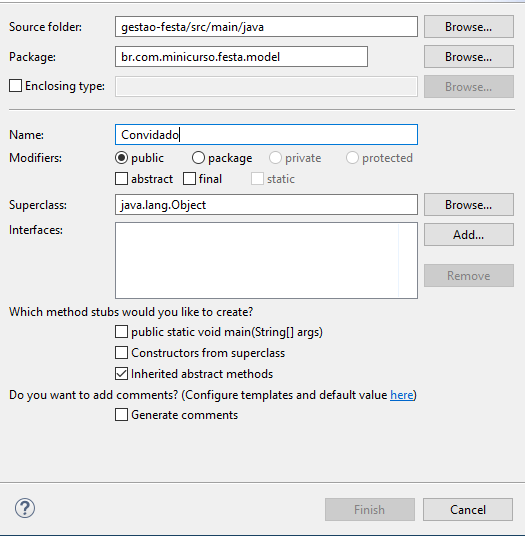 Source folder: gestao-festa/src/main/java Browse...
Package: br.com.minicurso.festa.model Browse...
Enclosing type: Browse...
Name: Convidado
Modifiers: public package private protected
abstract final static
Superclass: java.lang.Object Browse...
Interfaces: Add...
Remove
Which method stubs would you like to create?
public static void main(String[] args)
Constructors from superclass
Inherited abstract methods
Do you want to add comments? (Configure templates and default value here)
Generate comments
? Finish Cancel